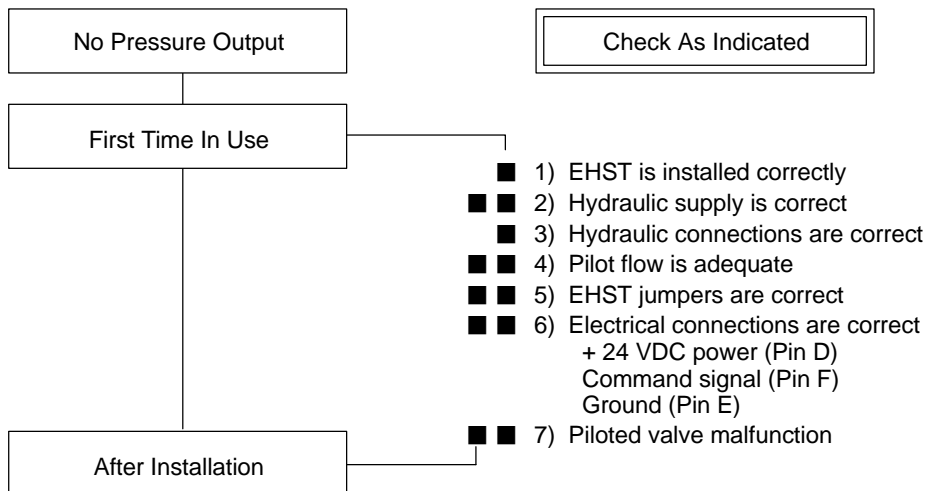 No Pressure Output
Check As Indicated
First Time In Use
■ 1) EHST is installed correctly
■ ■ 2) Hydraulic supply is correct
■ 3) Hydraulic connections are correct
■ ■ 4) Pilot flow is adequate
■ ■ 5) EHST jumpers are correct
■ ■ 6) Electrical connections are correct
+ 24 VDC power (Pin D)
Command signal (Pin F)
Ground (Pin E)
■ ■ 7) Piloted valve malfunction
After Installation